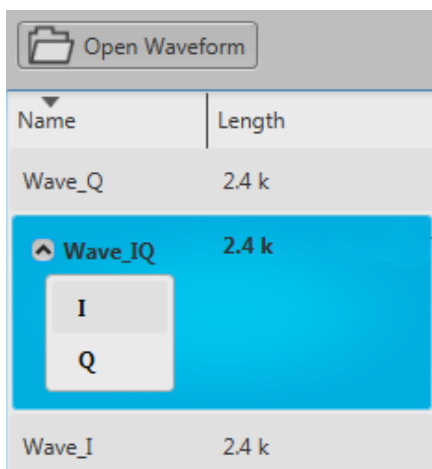 Open Waveform
Name Length
Wave_Q 2.4 k
Wave_IQ 2.4 k
I
Q
Wave_I 2.4 k